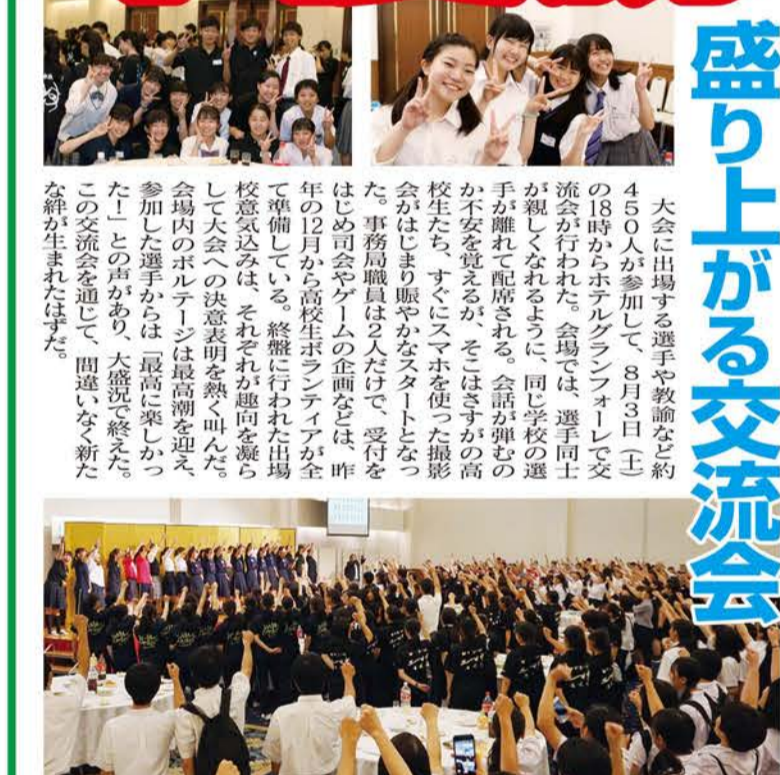 盛り上がる交流会
大会に出場する選手や教諭など約
450人が参加して、8月3日（土）
の18時からホテルグランフォーレで交
流会が行われた。会場では、選手同士
が親しくなれるように、同じ学校の選
手が離れて配席される。会話が弾むの
か不安を覚えるが、そこはさすがの高
校生たち、すぐにスマホを使った撮影
会がはじまり賑やかなスタートとなっ
た。事務局職員は2人だけで、受付を
はじめ司会やゲームの企画などは、昨
年の12月から高校生ボランティアが全
て準備している。終盤に行われた出場
校意気込みは、それぞれが趣向を凝ら
して大会への決意表明を熱く叫んだ。
会場内のボルテージは最高潮を迎え、
参加した選手からは「最高に楽しかっ
た！」との声があり、大盛況で終えた。
この交流会を通じて、間違いなく新た
な絆が生まれたはずだ。